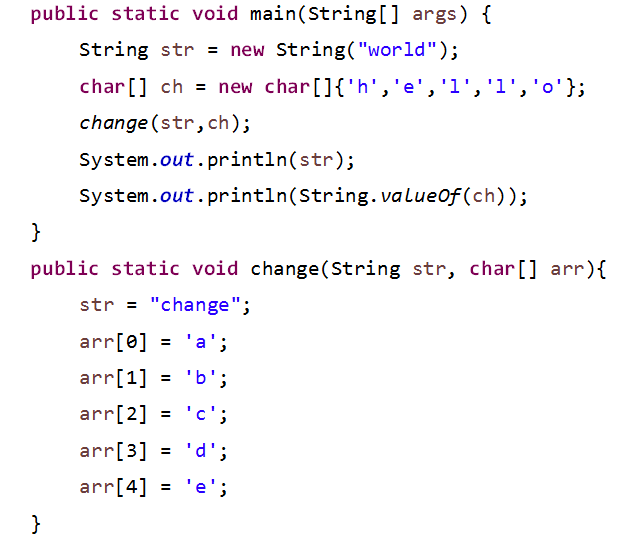 public static void main(String[] args) {
    String str = new String("world");
    char[] ch = new char[]{'h','e','l','l','o'};
    change(str,ch);
    System.out.println(str);
    System.out.println(String.valueOf(ch));
}
public static void change(String str, char[] arr){
    str = "change";
    arr[0] = 'a';
    arr[1] = 'b';
    arr[2] = 'c';
    arr[3] = 'd';
    arr[4] = 'e';
}